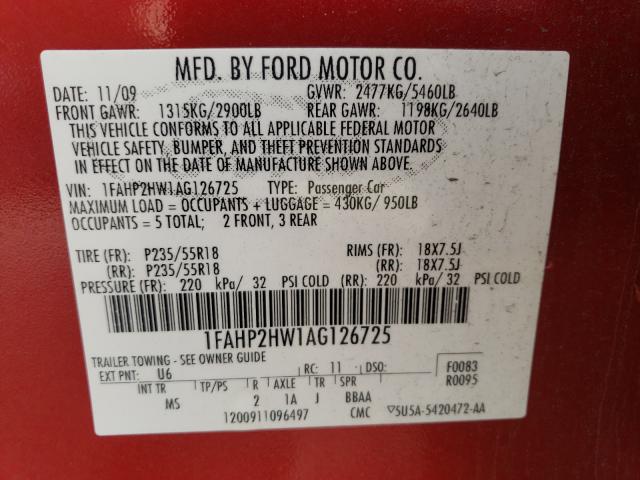 MFD. BY FORD MOTOR CO.
DATE: 11/09 GVWR: 2477KG/5460LB
FRONT GAWR: 1315KG/2900LB REAR GAWR: 1198KG/2640LB
THIS VEHICLE CONFORMS TO ALL APPLICABLE FEDERAL MOTOR
VEHICLE SAFETY, BUMPER, AND THEFT PREVENTION STANDARDS
IN EFFECT ON THE DATE OF MANUFACTURE SHOWN ABOVE.
VIN: 1FAHP2HW1AG126725 TYPE: Passenger Car
MAXIMUM LOAD = OCCUPANTS + LUGGAGE = 430KG/ 950LB
OCCUPANTS = 5 TOTAL; 2 FRONT, 3 REAR
TIRE (FR): P235/55R18 RIMS (FR): 18X7.5J
(RR): P235/55R18 (RR): 18X7.5J
PRESSURE (FR): 220 kPa/ 32 PSI COLD (RR): 220 kPa/ 32 PSI COLD
1FAHP2HW1AG126725
TRAILER TOWING - SEE OWNER GUIDE
EXT PNT: U6 RC: 11 DSO: F0083
R0095
INT TR TP/PS R AXLE TR SPR
MS 2 1A J BBAA
1200911096497 CMC ▽5U5A-5420472-AA